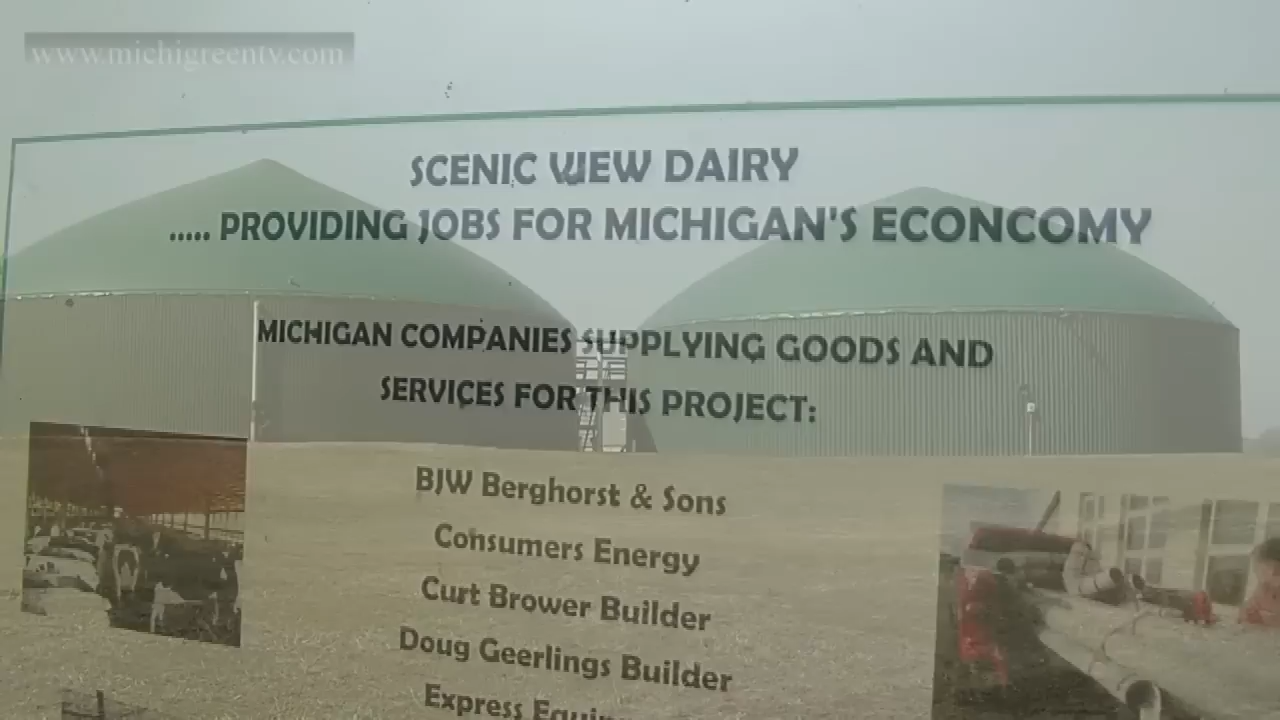 www.michigreentv.com
SCENIC VIEW DAIRY
..... PROVIDING JOBS FOR MICHIGAN'S ECONCOMY
MICHIGAN COMPANIES SUPPLYING GOODS AND
SERVICES FOR THIS PROJECT:
BJW Berghorst & Sons
Consumers Energy
Curt Brower Builder
Doug Geerlings Builder
Express